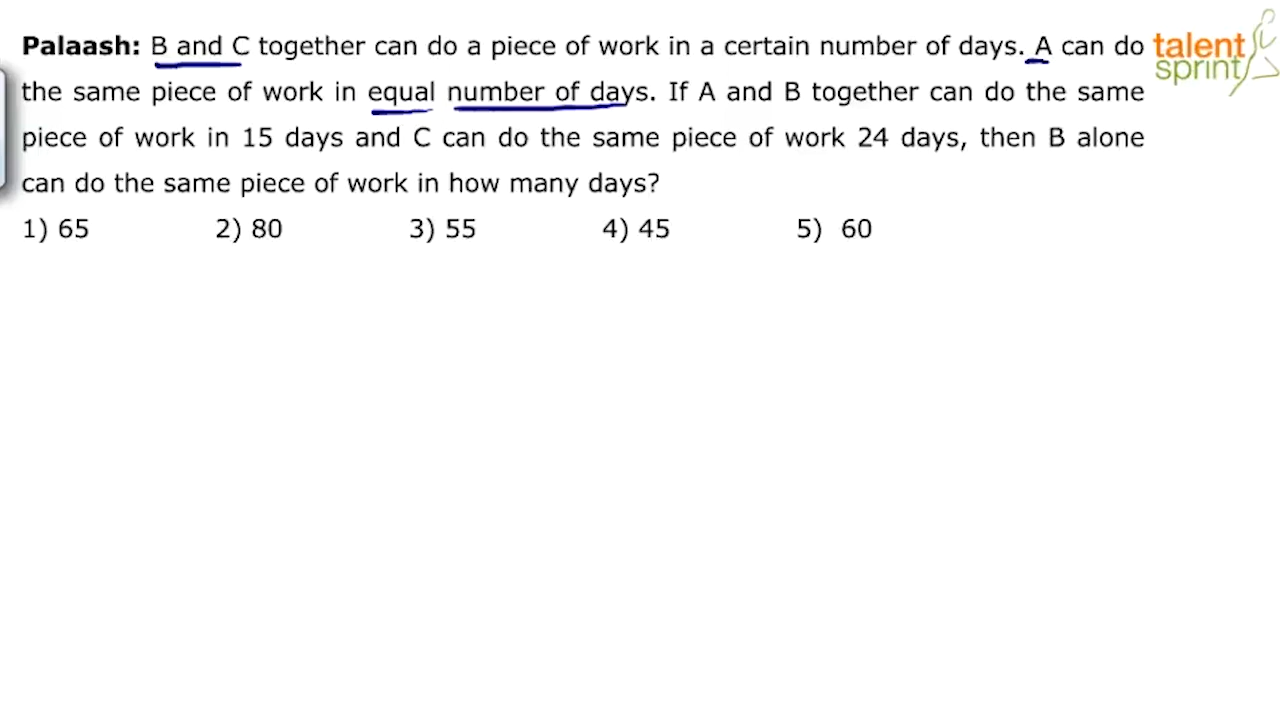 Palaash: B and C together can do a piece of work in a certain number of days. A can do
the same piece of work in equal number of days. If A and B together can do the same
piece of work in 15 days and C can do the same piece of work 24 days, then B alone
can do the same piece of work in how many days?
1) 65 2) 80 3) 55 4) 45 5) 60
talent
sprint